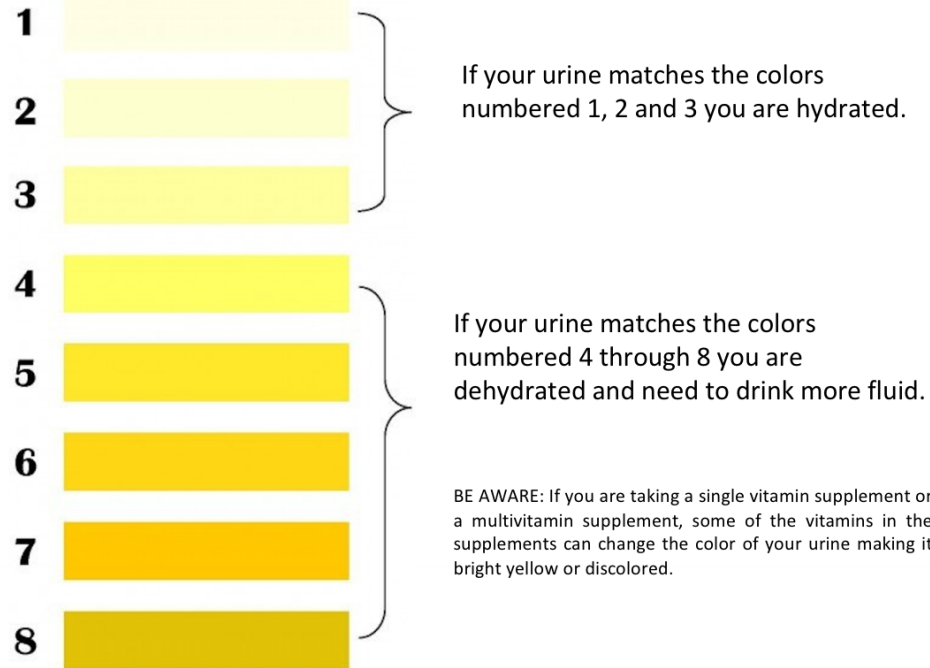 1
2
3
If your urine matches the colors
numbered 1, 2 and 3 you are hydrated.
4
5
6
7
8
If your urine matches the colors
numbered 4 through 8 you are
dehydrated and need to drink more fluid.
BE AWARE: If you are taking a single vitamin supplement or
a multivitamin supplement, some of the vitamins in the
supplements can change the color of your urine making it
bright yellow or discolored.